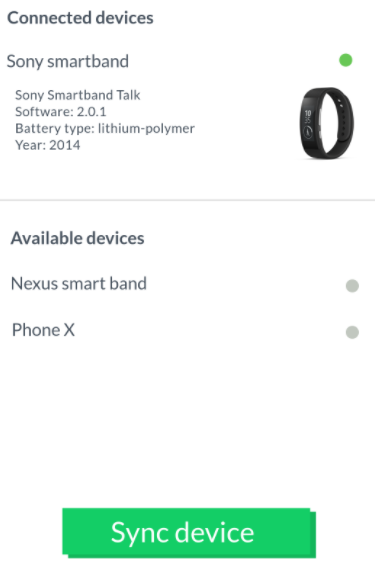 Connected devices
Sony smartband
Sony Smartband Talk
Software: 2.0.1
Battery type: lithium-polymer
Year: 2014
Available devices
Nexus smart band
Phone X
Sync device